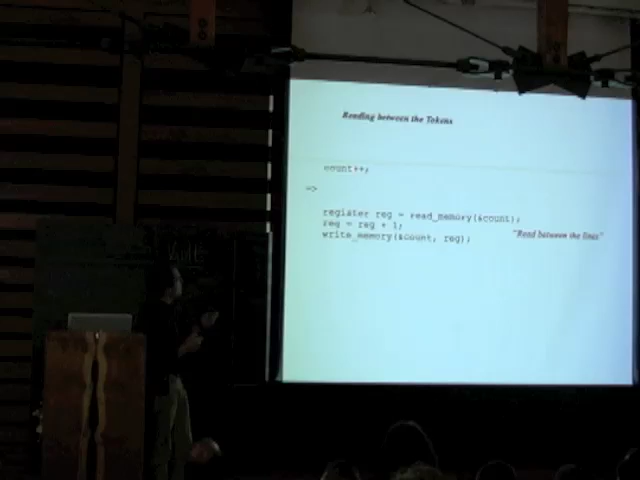 Reading between the Tokens
count++;
=>
register reg = read_memory(&count);
reg = reg + 1;
write_memory(&count, reg);
"Read between the lines"